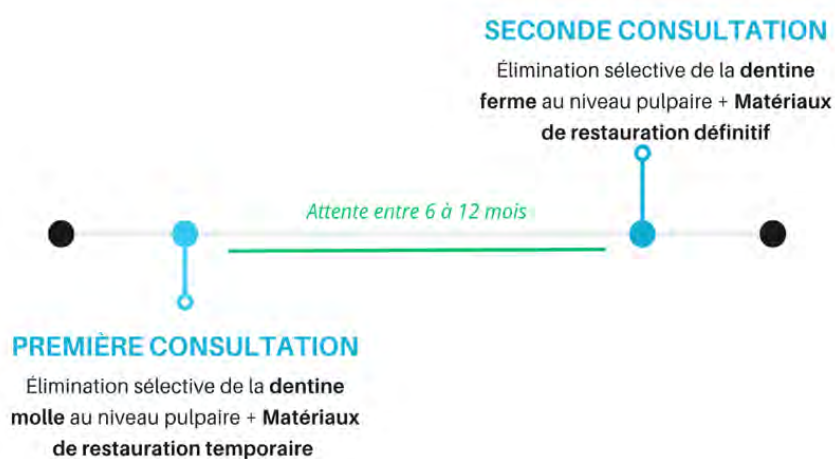 SECONDE CONSULTATION
Élimination sélective de la dentine
ferme au niveau pulpaire + Matériaux
de restauration définitif
Attente entre 6 à 12 mois
PREMIÈRE CONSULTATION
Élimination sélective de la dentine
molle au niveau pulpaire + Matériaux
de restauration temporaire